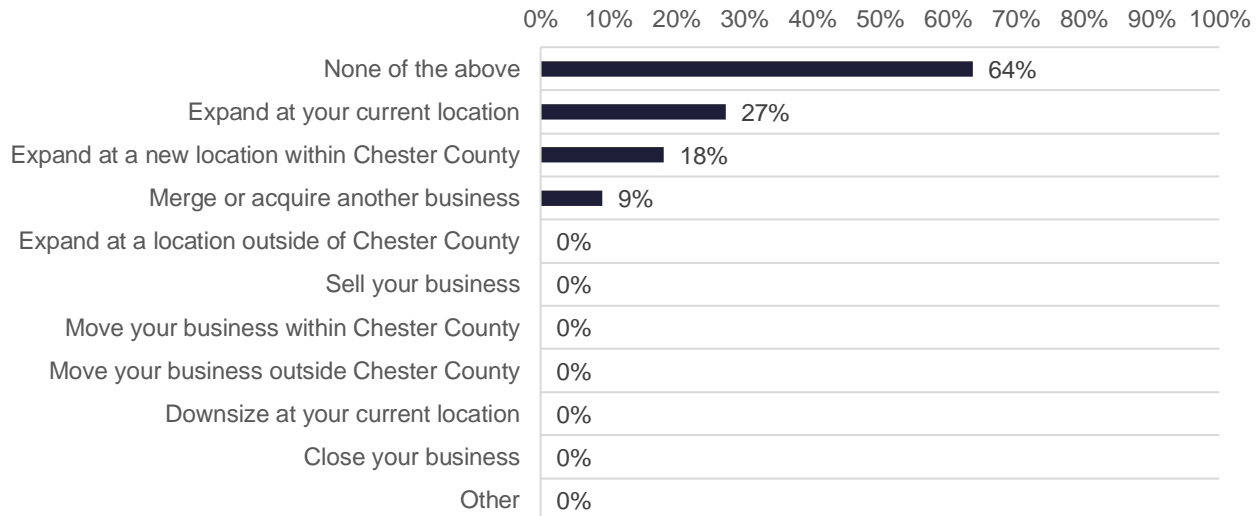 0% 10% 20% 30% 40% 50% 60% 70% 80% 90% 100%
None of the above 64%
Expand at your current location 27%
Expand at a new location within Chester County 18%
Merge or acquire another business 9%
Expand at a location outside of Chester County 0%
Sell your business 0%
Move your business within Chester County 0%
Move your business outside Chester County 0%
Downsize at your current location 0%
Close your business 0%
Other 0%